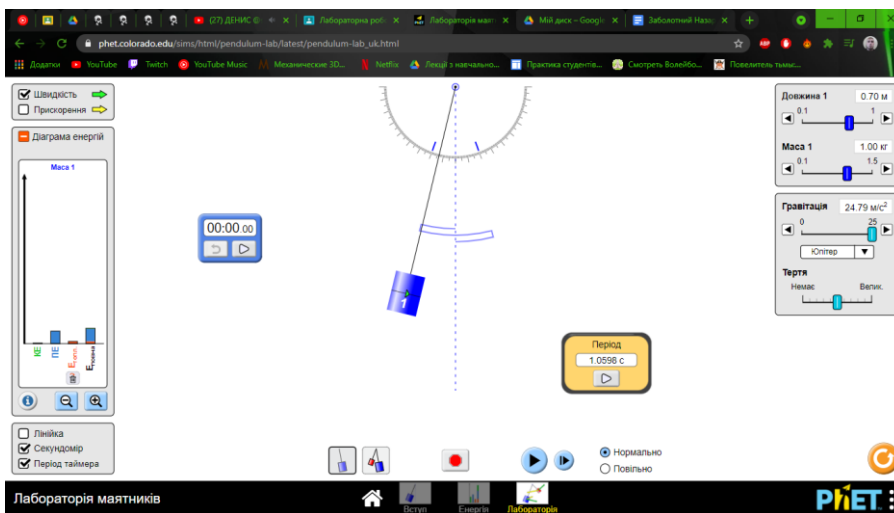 (27) ДЕНИС ©
Лабораторна робо
Лабораторія маят
Мій диск – Google
Заболотний Назар
phet.colorado.edu/sims/html/pendulum-lab/latest/pendulum-lab_uk.html
Додатки
YouTube
Twitch
YouTube Music
Механические 3D...
Netflix
Лекції з навчально...
Практика студентів...
Смотреть Волейбо...
Повелитель тьмы:...
Швидкість
Прискорення
Діаграма енергій
Маса 1
КЕ
ПЕ
Eтепл.
Eповна
Лінійка
Секундомір
Період таймера
00:00.00
1
Період
1.0598 с
Довжина 1
0.70 м
0.1
1
Маса 1
1.00 кг
0.1
1.5
Гравітація
24.79 м/с²
0
25
Юпітер
Тертя
Немає
Велик.
Нормально
Повільно
Лабораторія маятників
Вступ
Енергія
Лабораторія
PhET